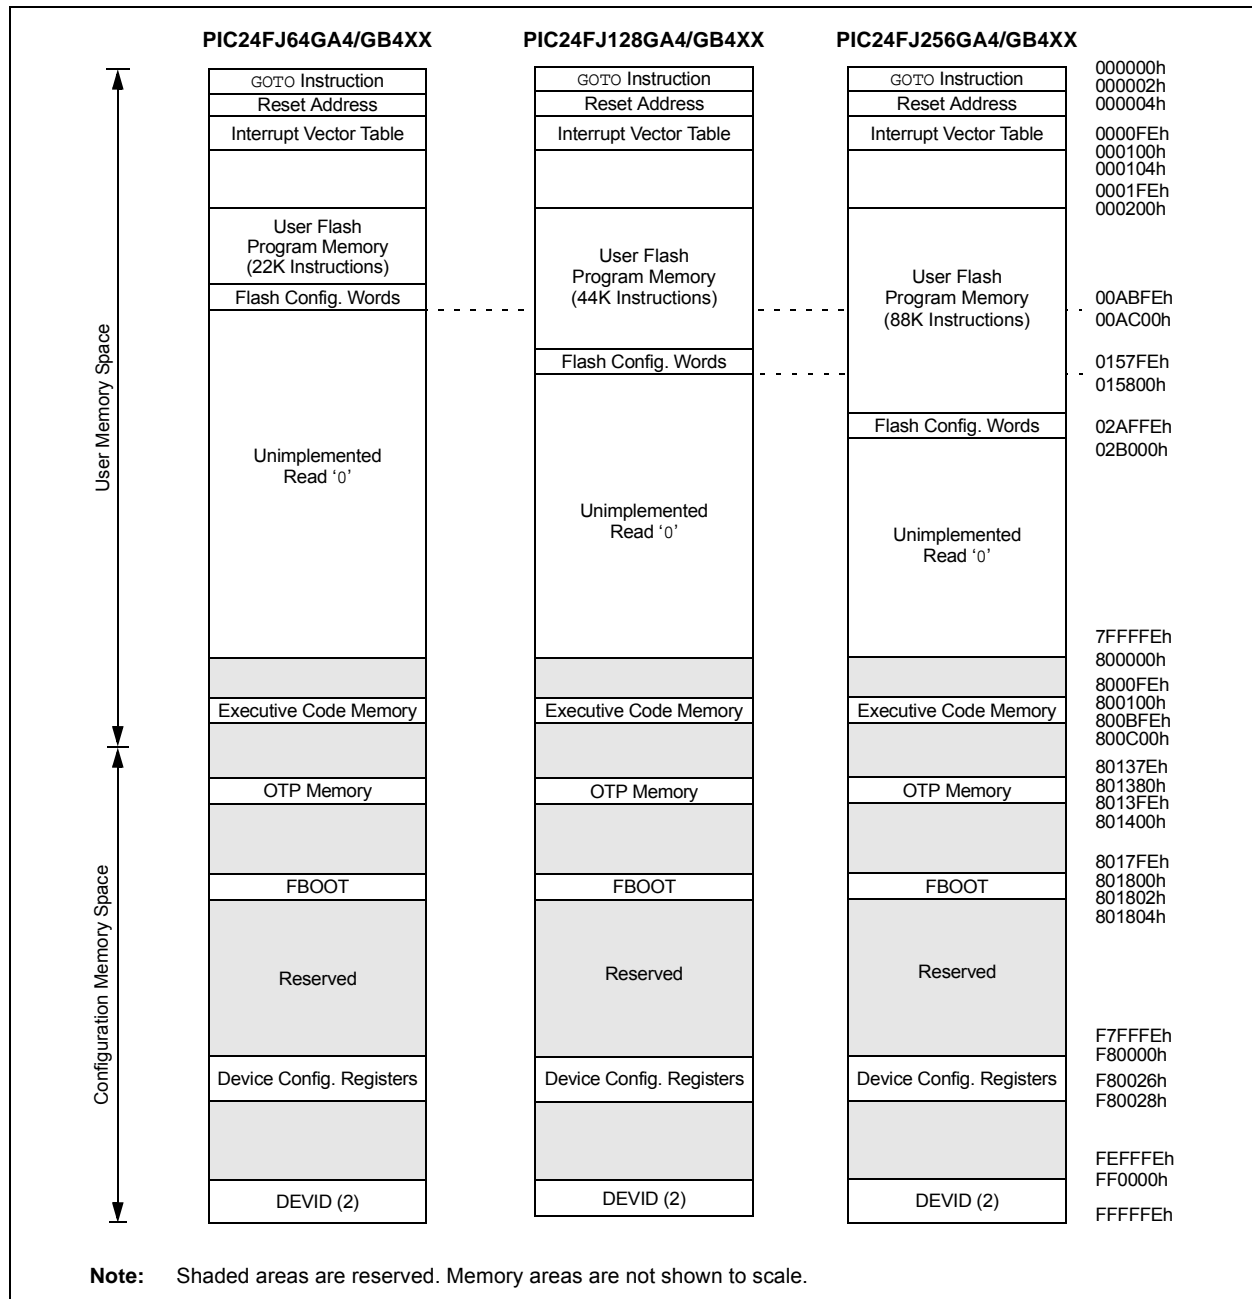 PIC24FJ64GA4/GB4XX
PIC24FJ128GA4/GB4XX
PIC24FJ256GA4/GB4XX
User Memory Space
Configuration Memory Space
GOTO Instruction
Reset Address
Interrupt Vector Table
User Flash
Program Memory
(22K Instructions)
Flash Config. Words
Unimplemented
Read ‘0’
Executive Code Memory
OTP Memory
FBOOT
Reserved
Device Config. Registers
DEVID (2)
GOTO Instruction
Reset Address
Interrupt Vector Table
User Flash
Program Memory
(44K Instructions)
Flash Config. Words
Unimplemented
Read ‘0’
Executive Code Memory
OTP Memory
FBOOT
Reserved
Device Config. Registers
DEVID (2)
GOTO Instruction
Reset Address
Interrupt Vector Table
User Flash
Program Memory
(88K Instructions)
Flash Config. Words
Unimplemented
Read ‘0’
Executive Code Memory
OTP Memory
FBOOT
Reserved
Device Config. Registers
DEVID (2)
000000h
000002h
000004h
0000FEh
000100h
000104h
0001FEh
000200h
00ABFEh
00AC00h
0157FEh
015800h
02AFFEh
02B000h
7FFFFEh
800000h
8000FEh
800100h
800BFEh
800C00h
80137Eh
801380h
8013FEh
801400h
8017FEh
801800h
801802h
801804h
F7FFFEh
F80000h
F80026h
F80028h
FEFFFEh
FF0000h
FFFFFEh
Note: Shaded areas are reserved. Memory areas are not shown to scale.